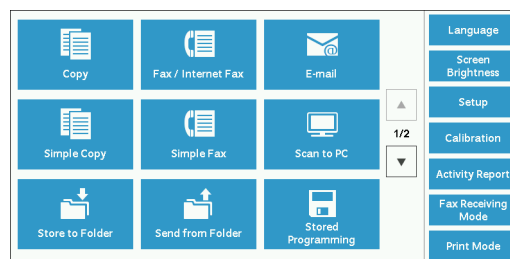 Copy
Fax / Internet Fax
E-mail
Simple Copy
Simple Fax
Scan to PC
Store to Folder
Send from Folder
Stored
Programming
1/2
Language
Screen
Brightness
Setup
Calibration
Activity Report
Fax Receiving
Mode
Print Mode